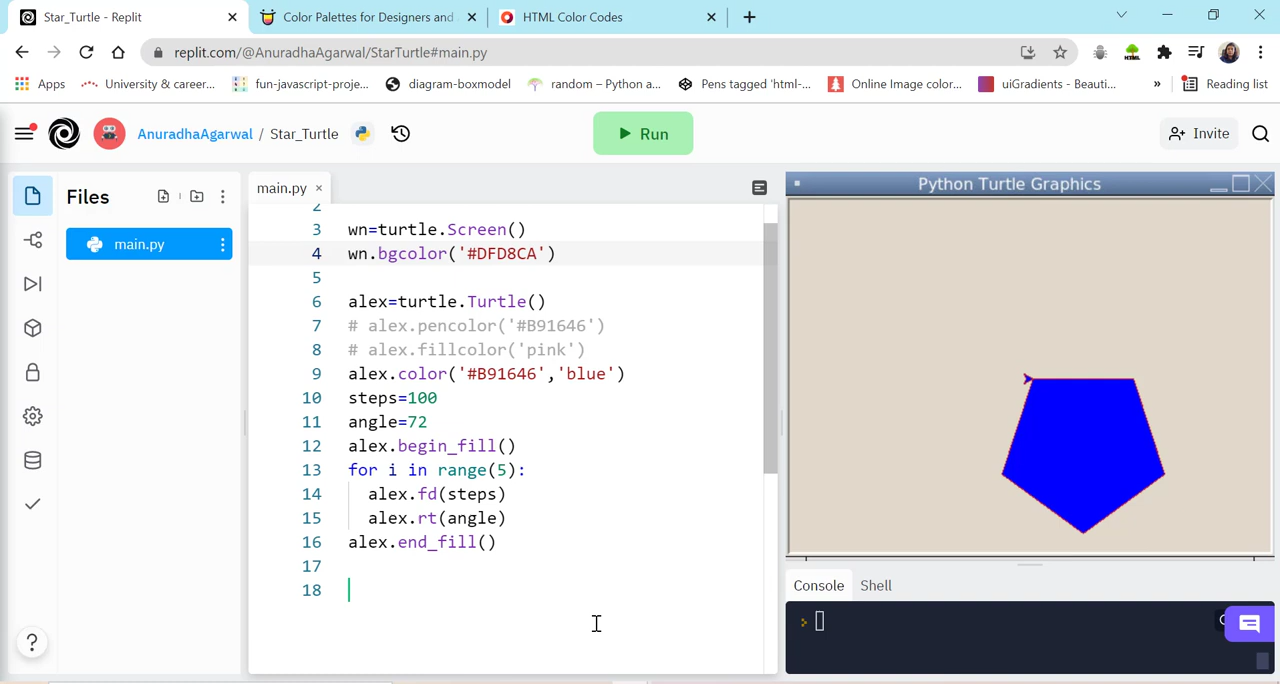 Star_Turtle - Replit
Color Palettes for Designers and
HTML Color Codes
replit.com/@AnuradhaAgarwal/StarTurtle#main.py
Apps
University & career...
fun-javascript-proje...
diagram-boxmodel
random – Python a...
Pens tagged 'html-...
Online Image color...
uiGradients - Beauti...
»
Reading list
AnuradhaAgarwal / Star_Turtle
Run
Invite
Files
main.py
main.py
2
3 wn=turtle.Screen()
4 wn.bgcolor('#DFD8CA')
5
6 alex=turtle.Turtle()
7 # alex.pencolor('#B91646')
8 # alex.fillcolor('pink')
9 alex.color('#B91646','blue')
10 steps=100
11 angle=72
12 alex.begin_fill()
13 for i in range(5):
14 alex.fd(steps)
15 alex.rt(angle)
16 alex.end_fill()
17
18
Python Turtle Graphics
Console
Shell
?